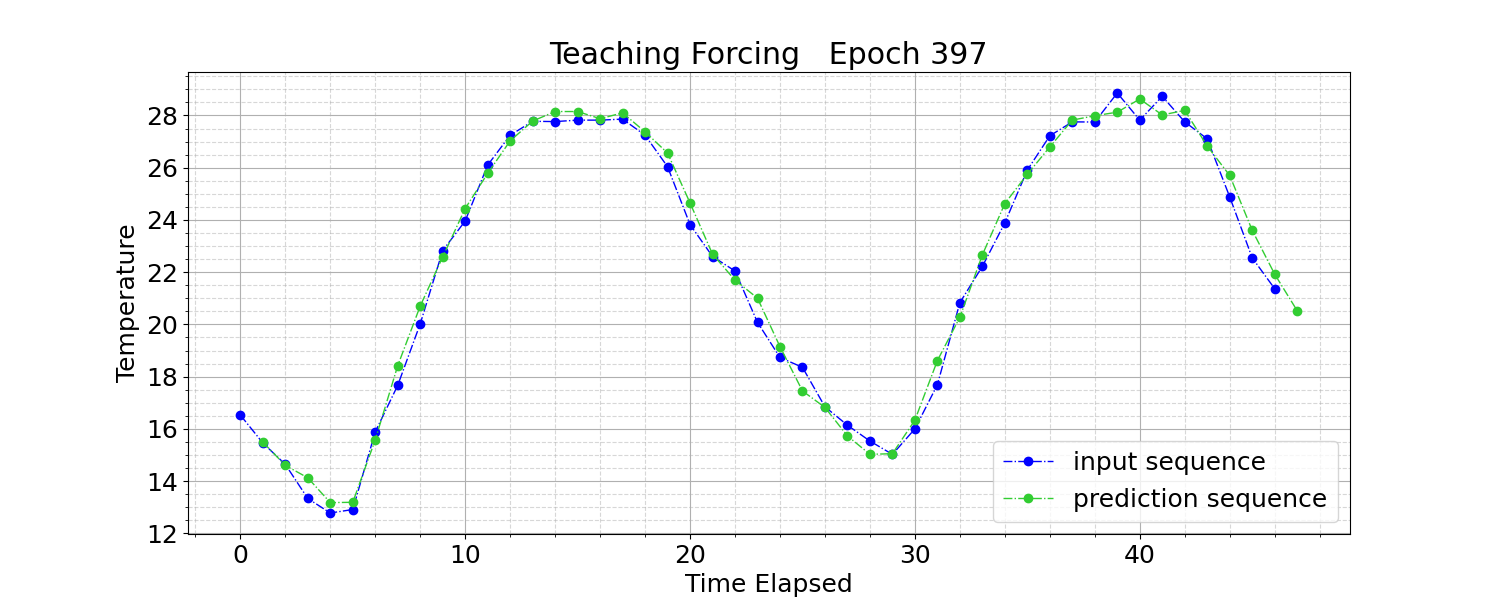 Teaching Forcing   Epoch 397
Temperature
28
26
24
22
20
18
16
14
12
0 10 20 30 40
Time Elapsed
input sequence
prediction sequence